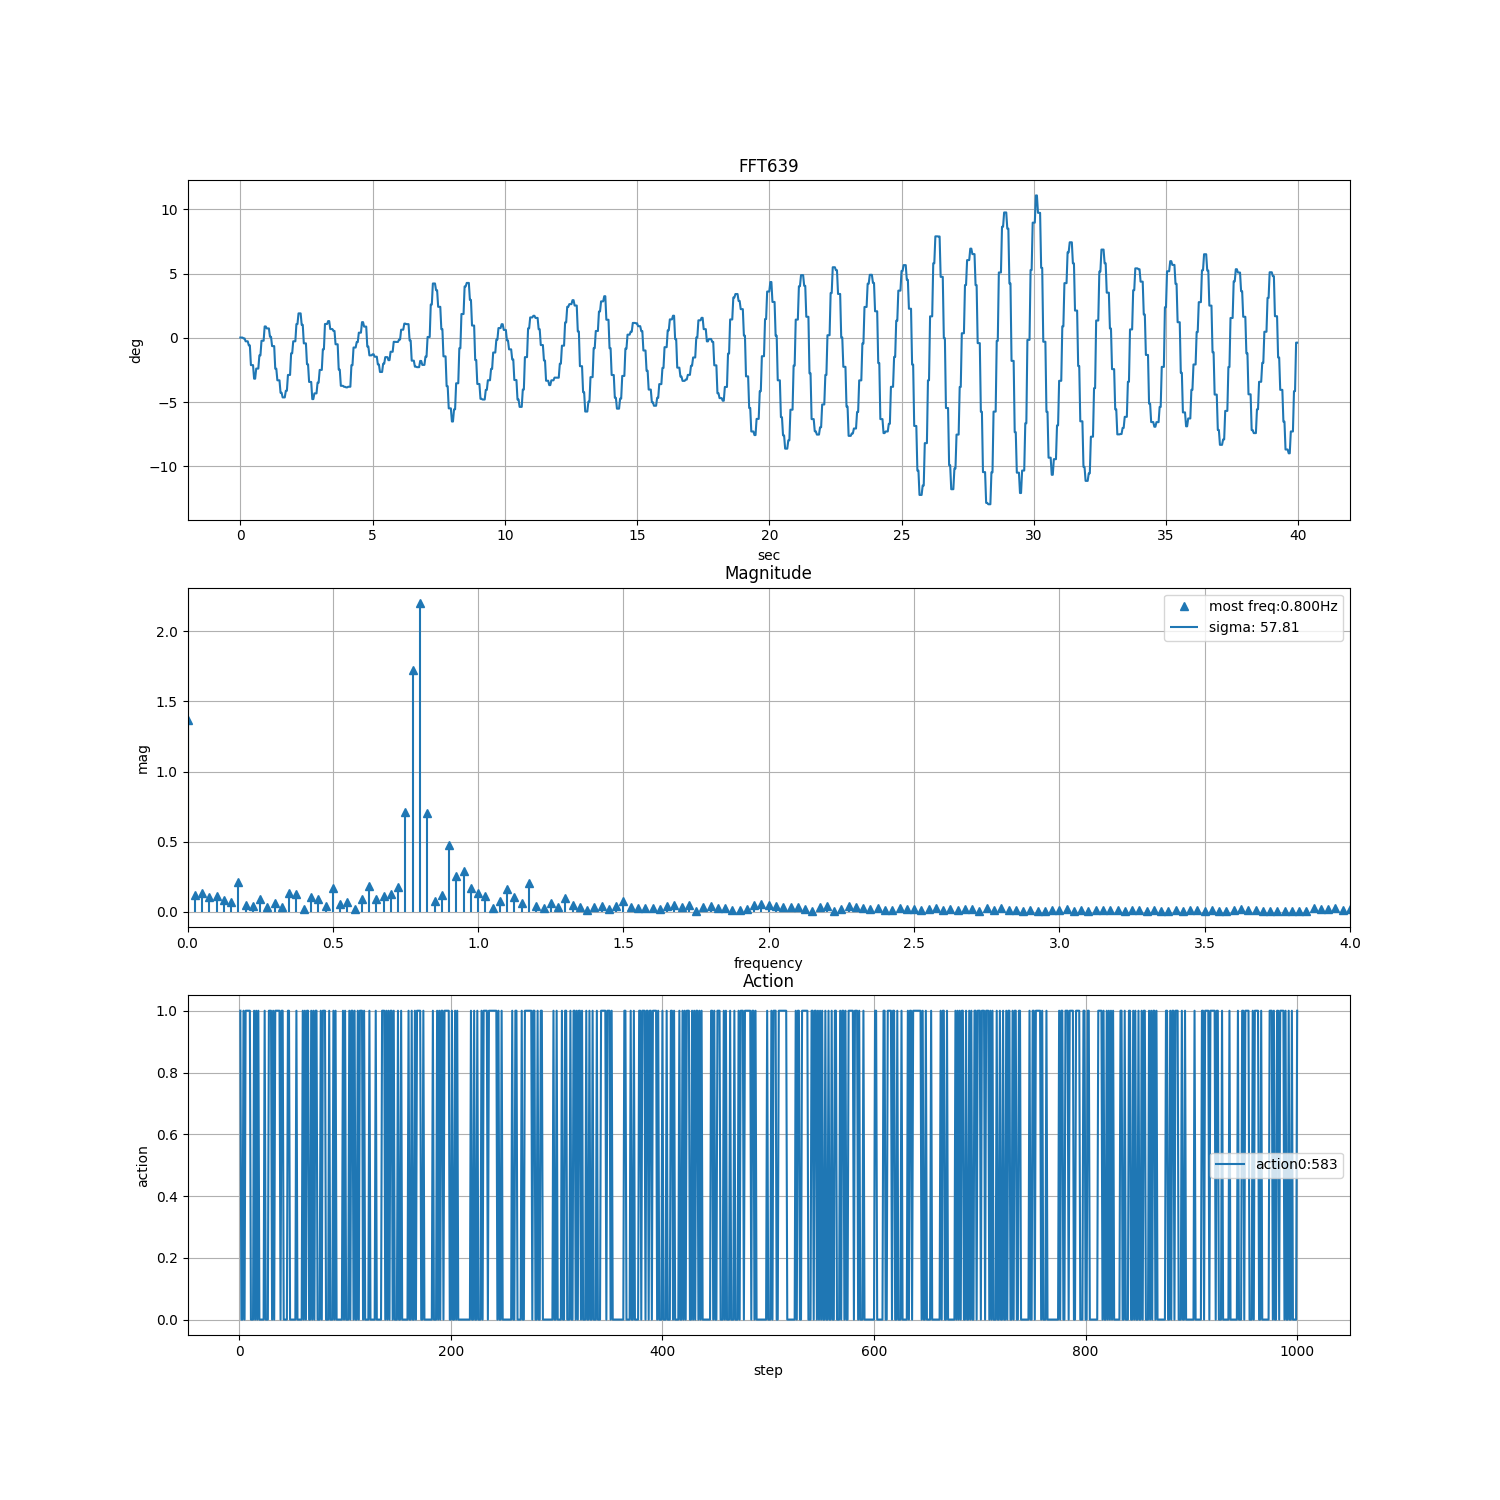 FFT639
10
5
0
−5
−10
deg
0 5 10 15 20 25 30 35 40
sec
Magnitude
most freq:0.800Hz
sigma: 57.81
2.0
1.5
1.0
0.5
0.0
mag
0.0 0.5 1.0 1.5 2.0 2.5 3.0 3.5 4.0
frequency
Action
1.0
0.8
0.6
0.4
0.2
0.0
action
action0:583
0 200 400 600 800 1000
step